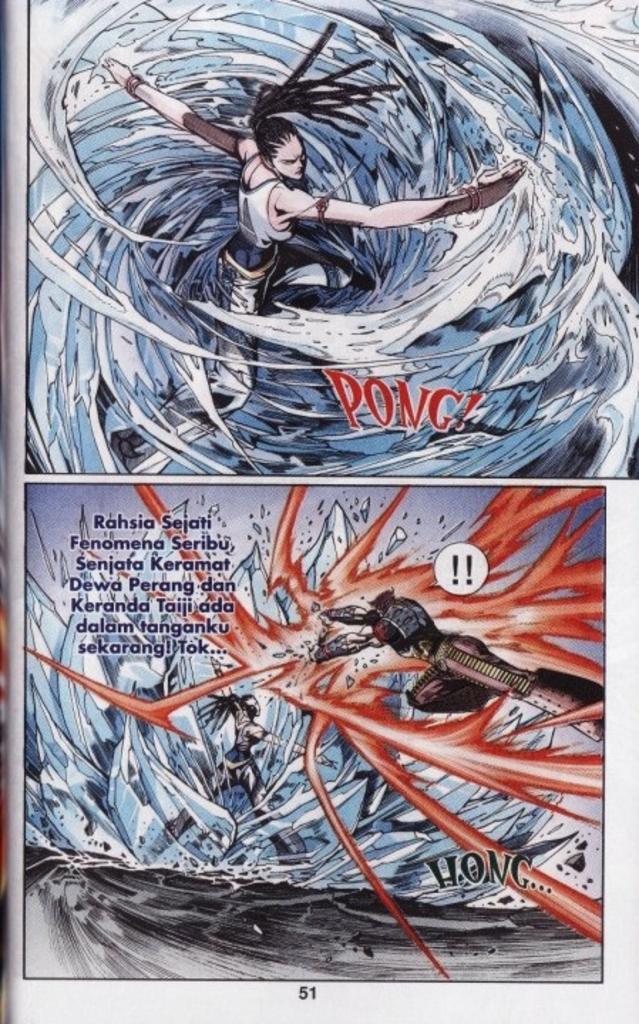 PONG!
Rahsia Sejati
Fenomena Seribu,
Senjata Keramat
Dewa Perang dan
Keranda Taiji ada
dalam tanganku
sekarang! Tok...
!!
HONG...
51